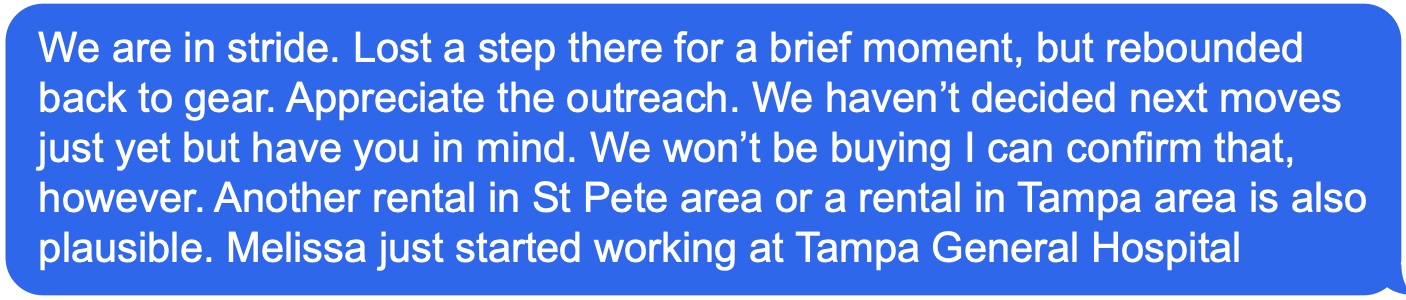 We are in stride. Lost a step there for a brief moment, but rebounded
back to gear. Appreciate the outreach. We haven’t decided next moves
just yet but have you in mind. We won’t be buying I can confirm that,
however. Another rental in St Pete area or a rental in Tampa area is also
plausible. Melissa just started working at Tampa General Hospital